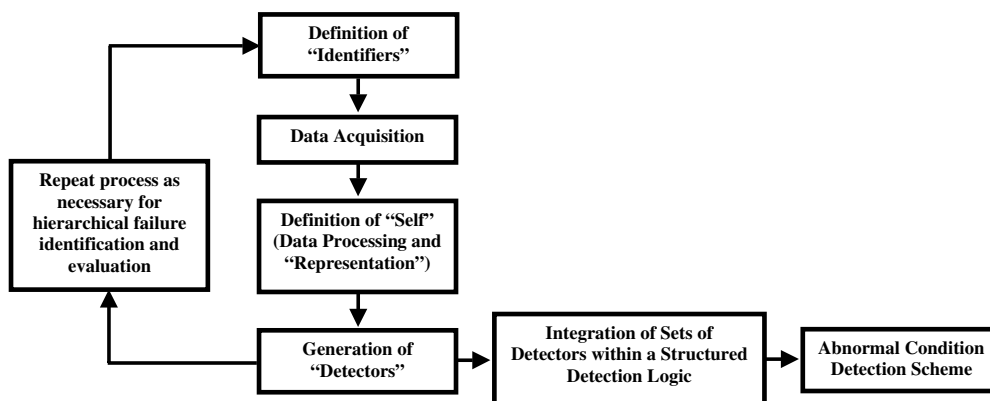 Definition of
“Identifiers”
Data Acquisition
Repeat process as
necessary for
hierarchical failure
identification and
evaluation
Definition of “Self”
(Data Processing and
“Representation”)
Generation of
“Detectors”
Integration of Sets of
Detectors within a Structured
Detection Logic
Abnormal Condition
Detection Scheme